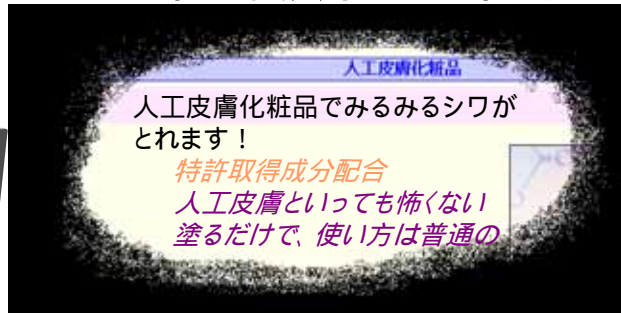 人工皮膚化粧品
人工皮膚化粧品でみるみるシワが
とれます！
特許取得成分配合
人工皮膚といっても怖くない
塗るだけで、使い方は普通の